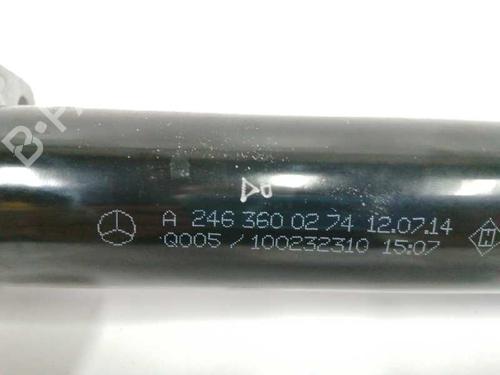 A 246 360 02 74 12.07.14
Q005 / 100232310 15:07
H